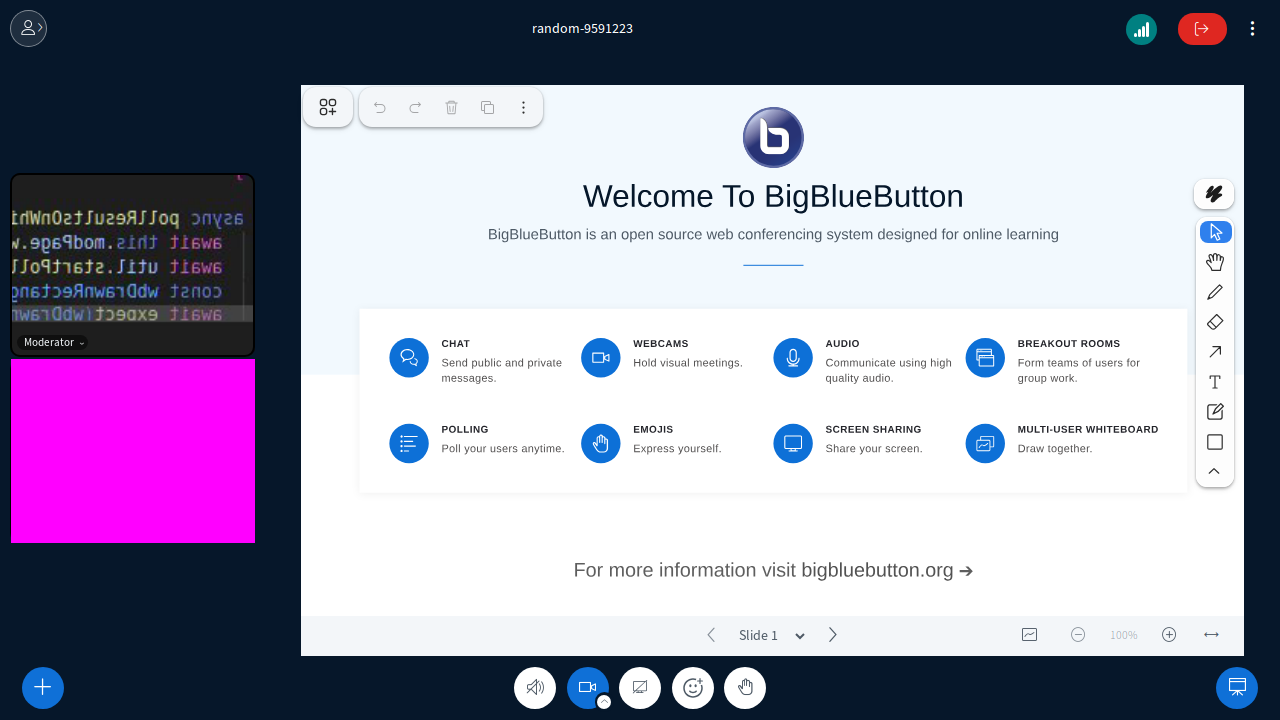 random-9591223
async pollResultsOnWhi
await this.modPage.w
await util.startPoll
const wbDrawnRectang
await expect(wbDrawn
Moderator
Welcome To BigBlueButton
BigBlueButton is an open source web conferencing system designed for online learning
CHAT
Send public and private
messages.
WEBCAMS
Hold visual meetings.
AUDIO
Communicate using high
quality audio.
BREAKOUT ROOMS
Form teams of users for
group work.
POLLING
Poll your users anytime.
EMOJIS
Express yourself.
SCREEN SHARING
Share your screen.
MULTI-USER WHITEBOARD
Draw together.
For more information visit bigbluebutton.org ➔
Slide 1
100%